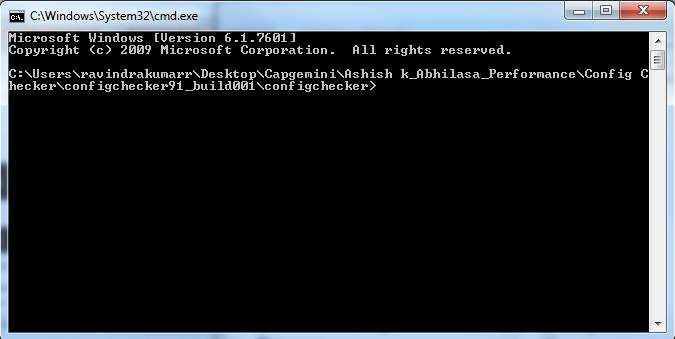 C:\Windows\System32\cmd.exe
Microsoft Windows [Version 6.1.7601]
Copyright (c) 2009 Microsoft Corporation.  All rights reserved.
C:\Users\ravindrakumarr\Desktop\Capgemini\Ashish k_Abhilasa_Performance\Config C
hecker\configchecker91_build001\configchecker>